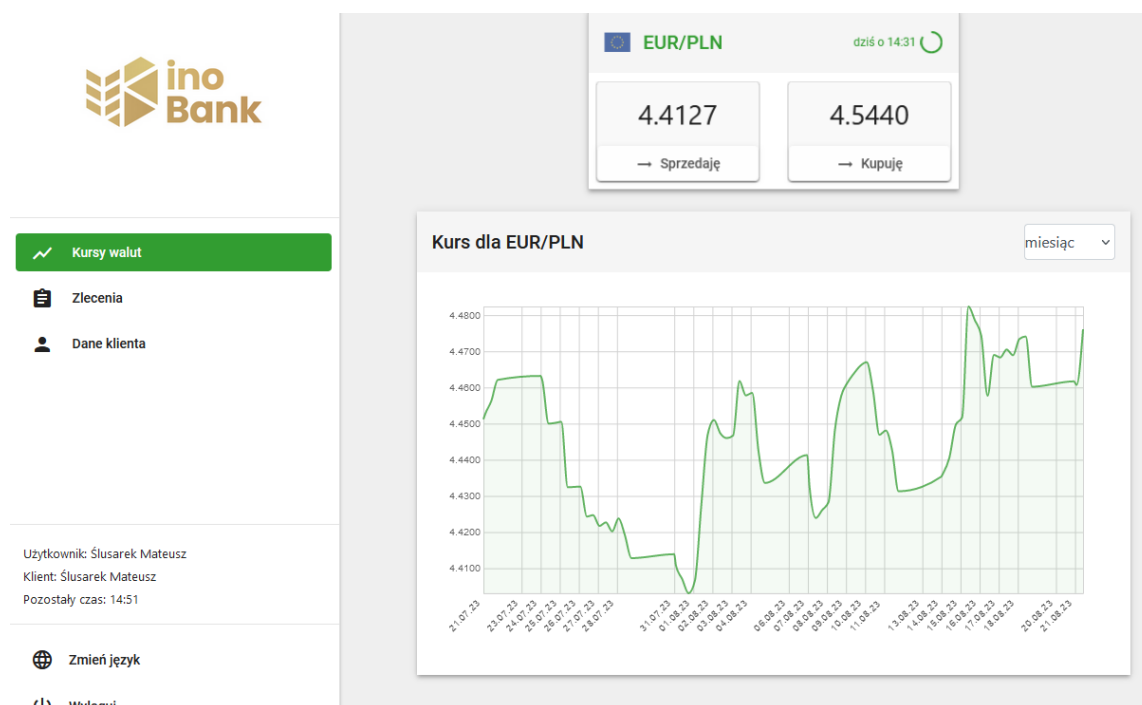 ino
Bank
Kursy walut
Zlecenia
Dane klienta
Użytkownik: Ślusarek Mateusz
Klient: Ślusarek Mateusz
Pozostały czas: 14:51
Zmień język
Wyloguj
EUR/PLN
dziś o 14:31
4.4127
4.5440
→ Sprzedaję
→ Kupuję
Kurs dla EUR/PLN
miesiąc
4.4800
4.4700
4.4600
4.4500
4.4400
4.4300
4.4200
4.4100
21.07.23
23.07.23
24.07.23
25.07.23
26.07.23
27.07.23
28.07.23
31.07.23
01.08.23
02.08.23
03.08.23
04.08.23
06.08.23
07.08.23
08.08.23
09.08.23
10.08.23
11.08.23
13.08.23
14.08.23
15.08.23
16.08.23
17.08.23
18.08.23
20.08.23
21.08.23